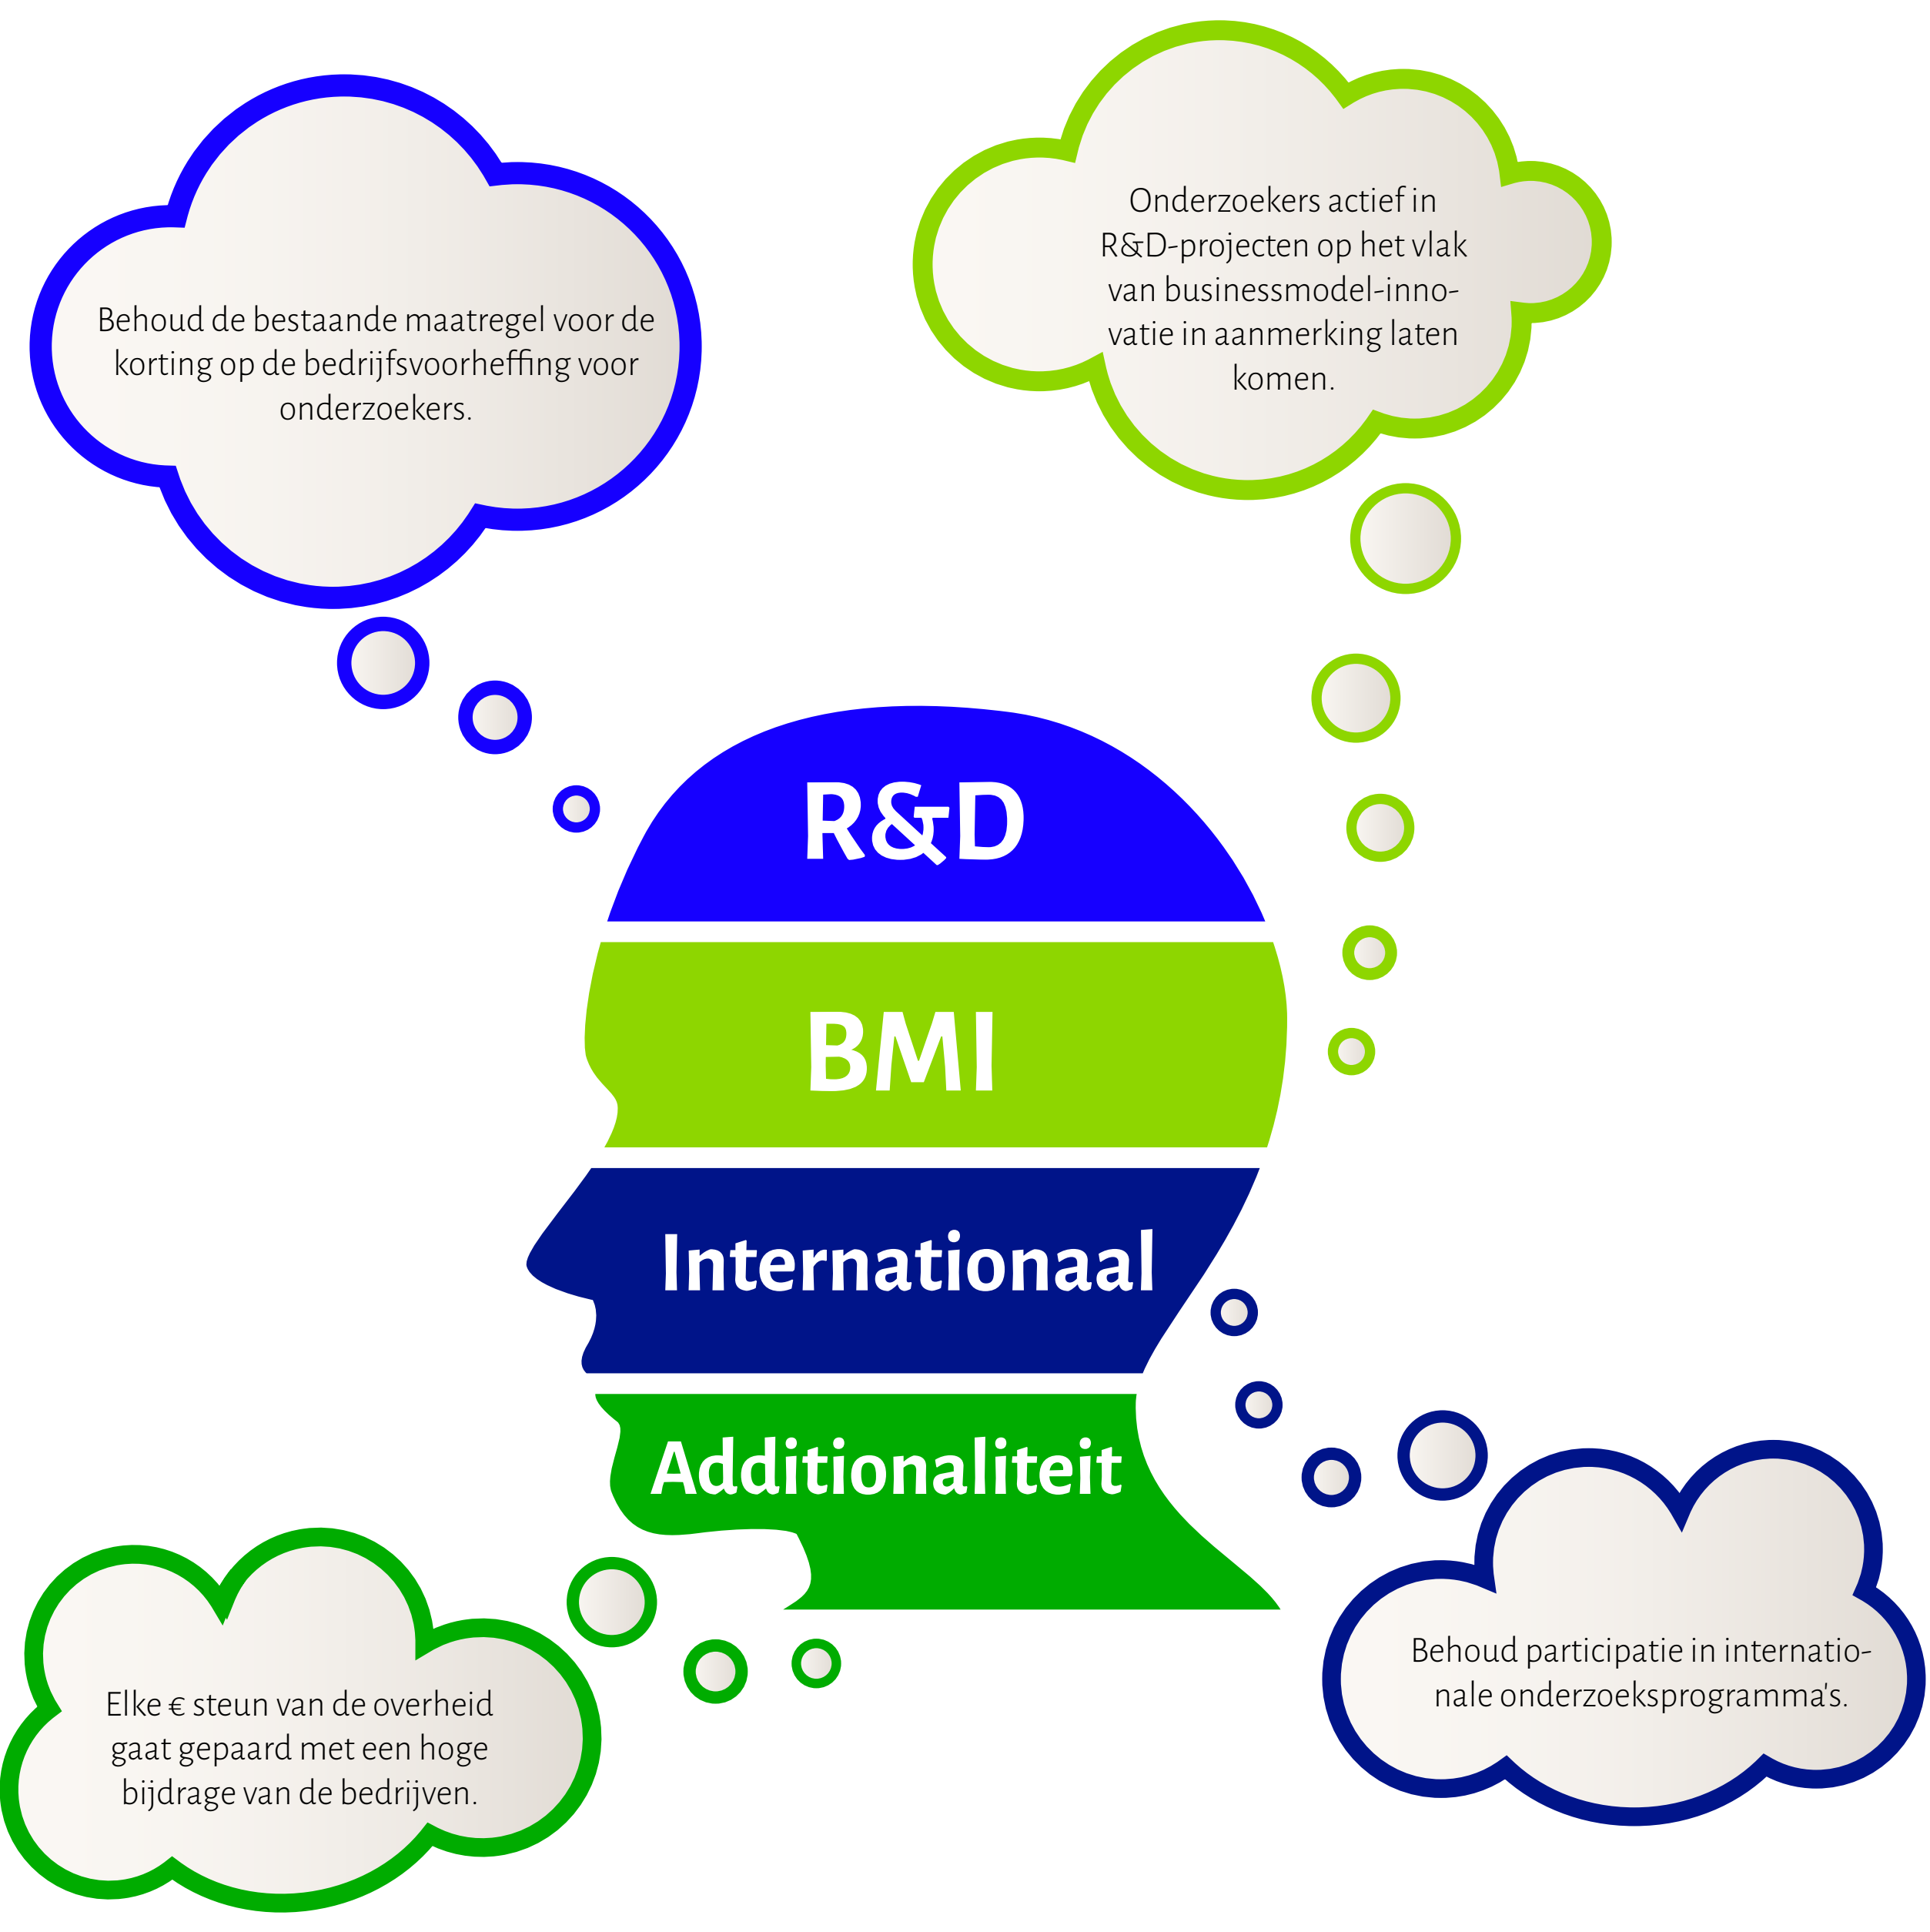 Behoud de bestaande maatregel voor de
korting op de bedrijfsvoorheffing voor
onderzoekers.
Onderzoekers actief in
R&D-projecten op het vlak
van businessmodel-inno-
vatie in aanmerking laten
komen.
R&D
BMI
Internationaal
Additionaliteit
Elke € steun van de overheid
gaat gepaard met een hoge
bijdrage van de bedrijven.
Behoud participatie in internatio-
nale onderzoeksprogramma's.